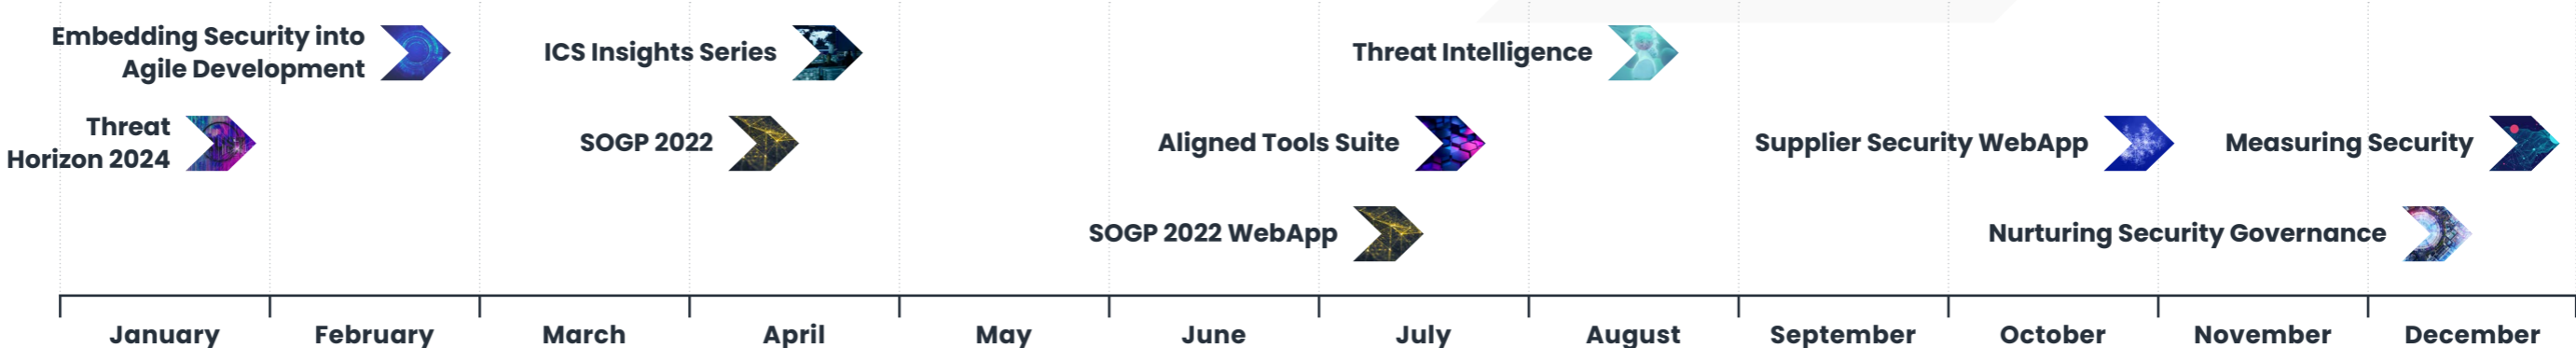 Embedding Security into
Agile Development
ICS Insights Series
Threat Intelligence
Threat
Horizon 2024
SOGP 2022
Aligned Tools Suite
Supplier Security WebApp
Measuring Security
SOGP 2022 WebApp
Nurturing Security Governance
January
February
March
April
May
June
July
August
September
October
November
December